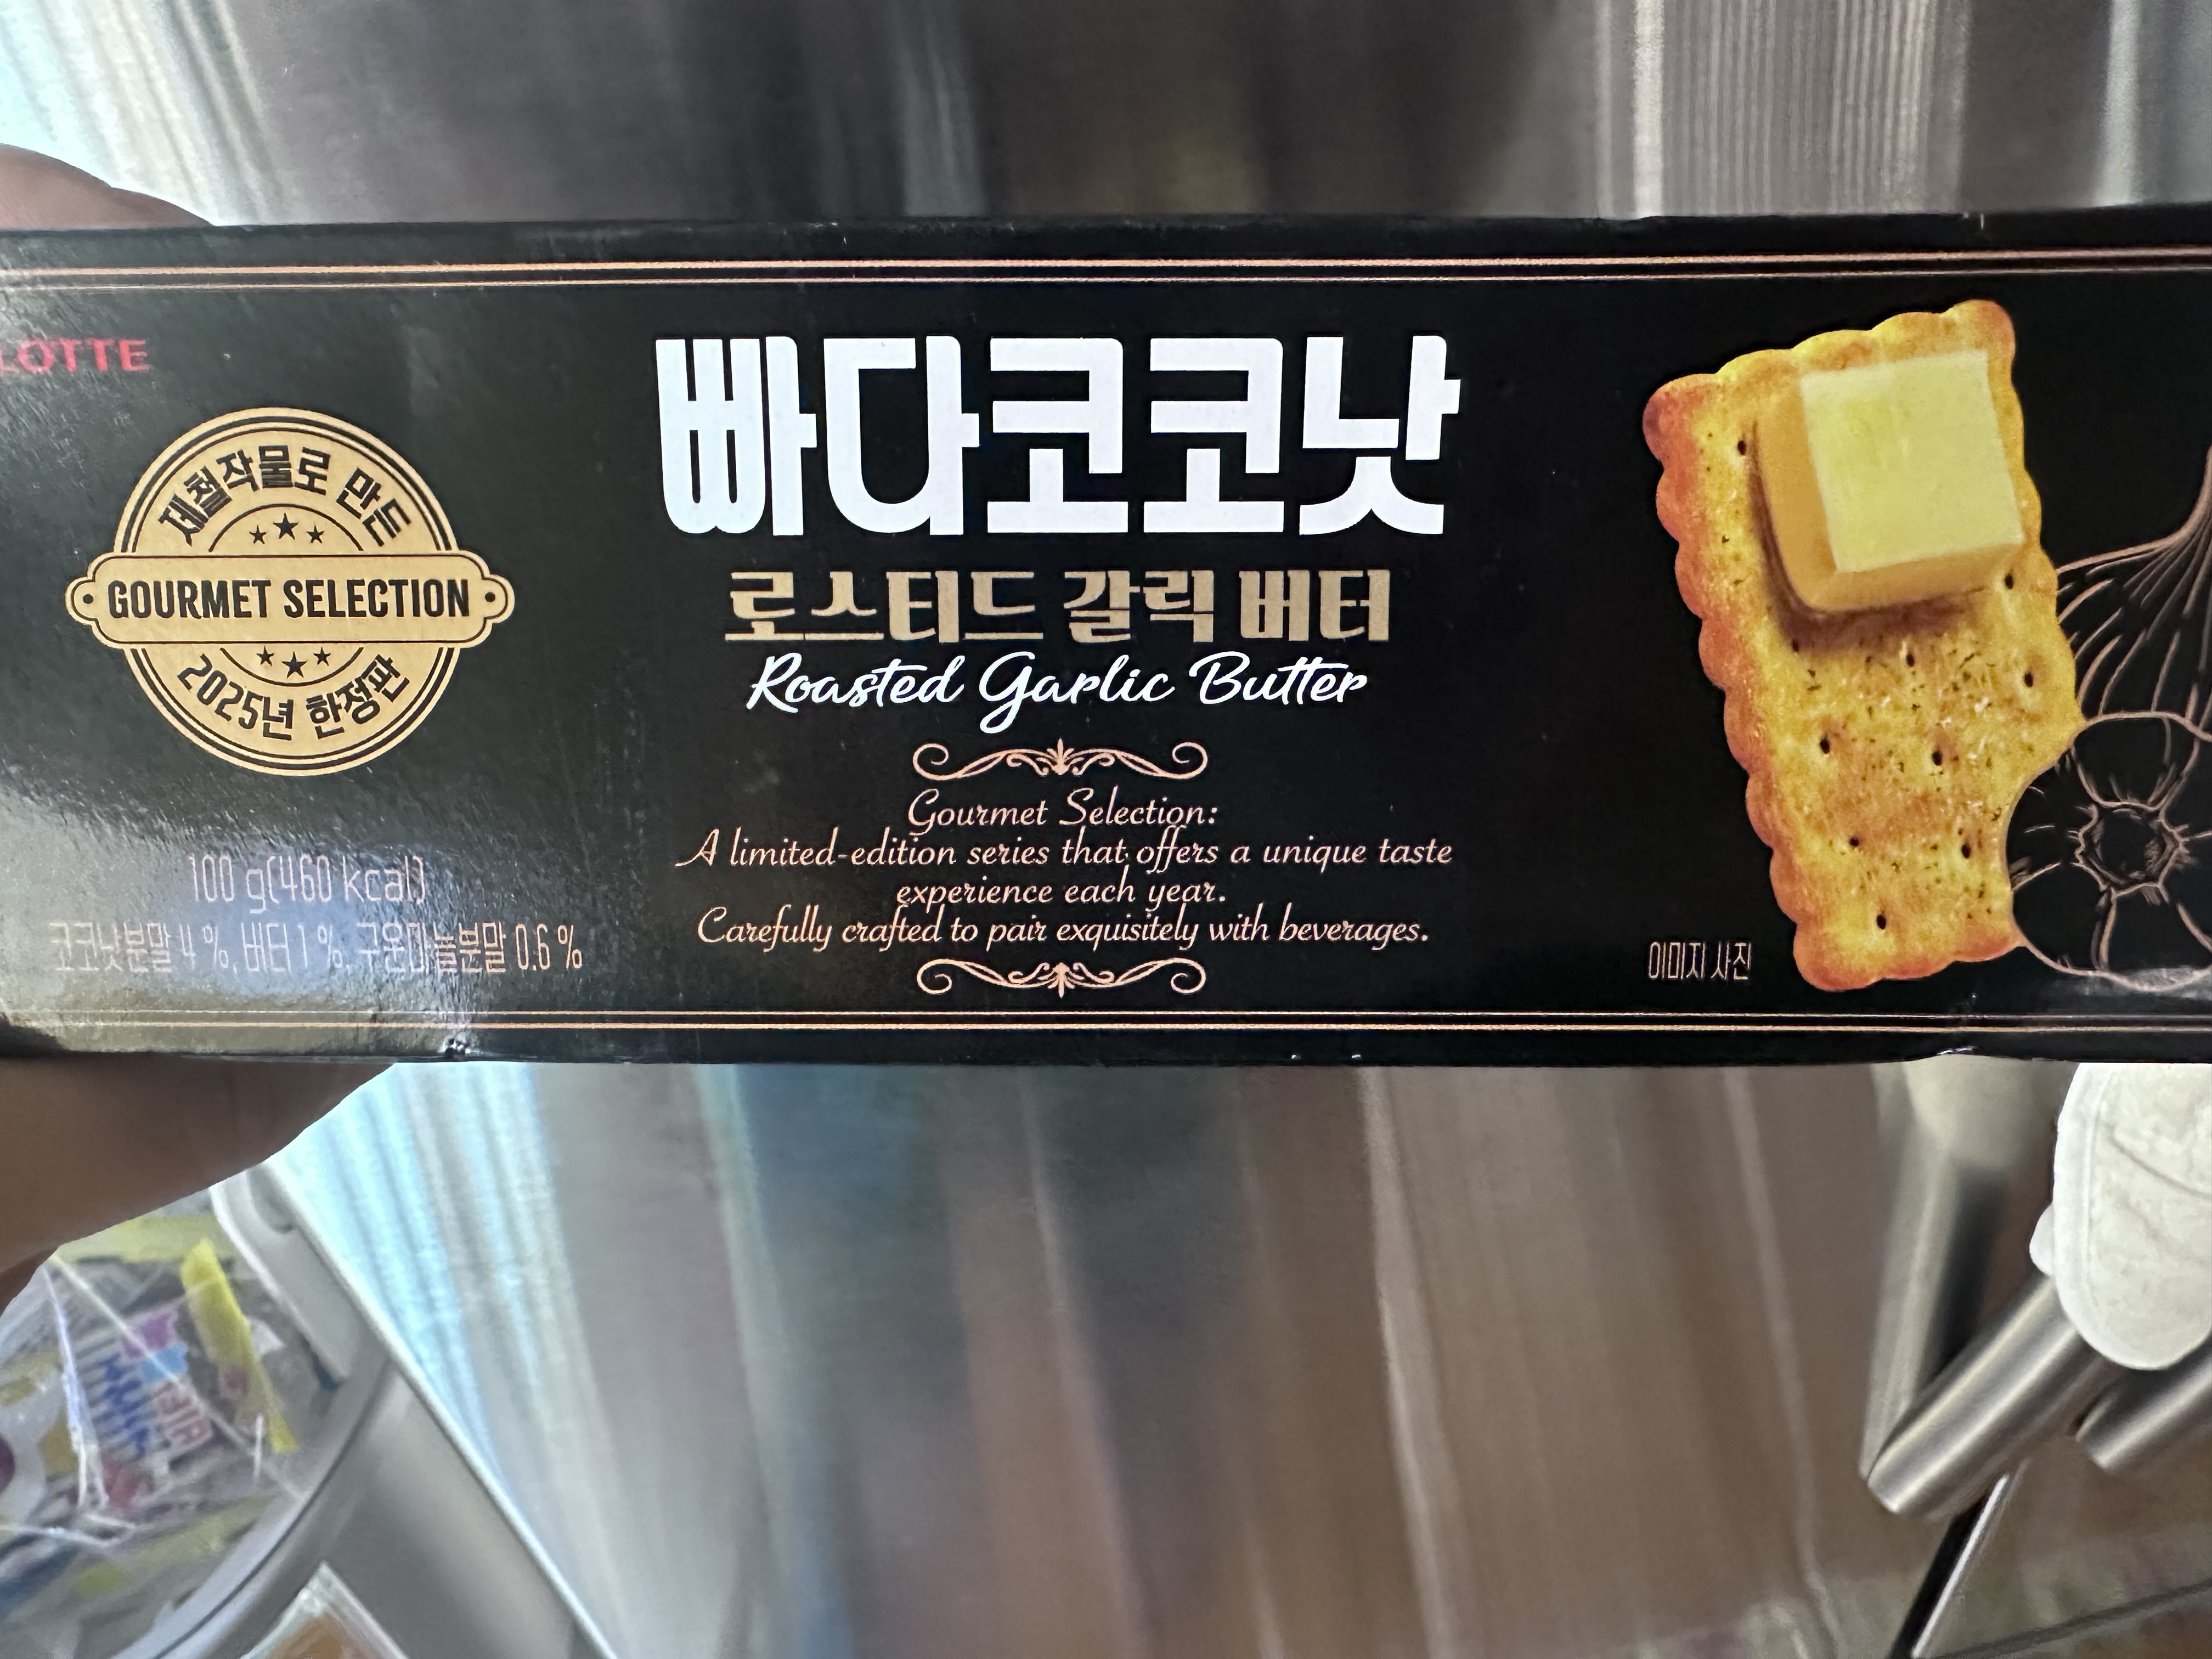 LOTTE
제철작물로 만든
GOURMET SELECTION
2025년 한정판
100 g(460 kcal)
코코낫분말 4 %, 버터 1 %, 구운마늘분말 0.6 %
빠다코코낫
로스티드 갈릭 버터
Roasted Garlic Butter
Gourmet Selection:
A limited-edition series that offers a unique taste
experience each year.
Carefully crafted to pair exquisitely with beverages.
이미지 사진